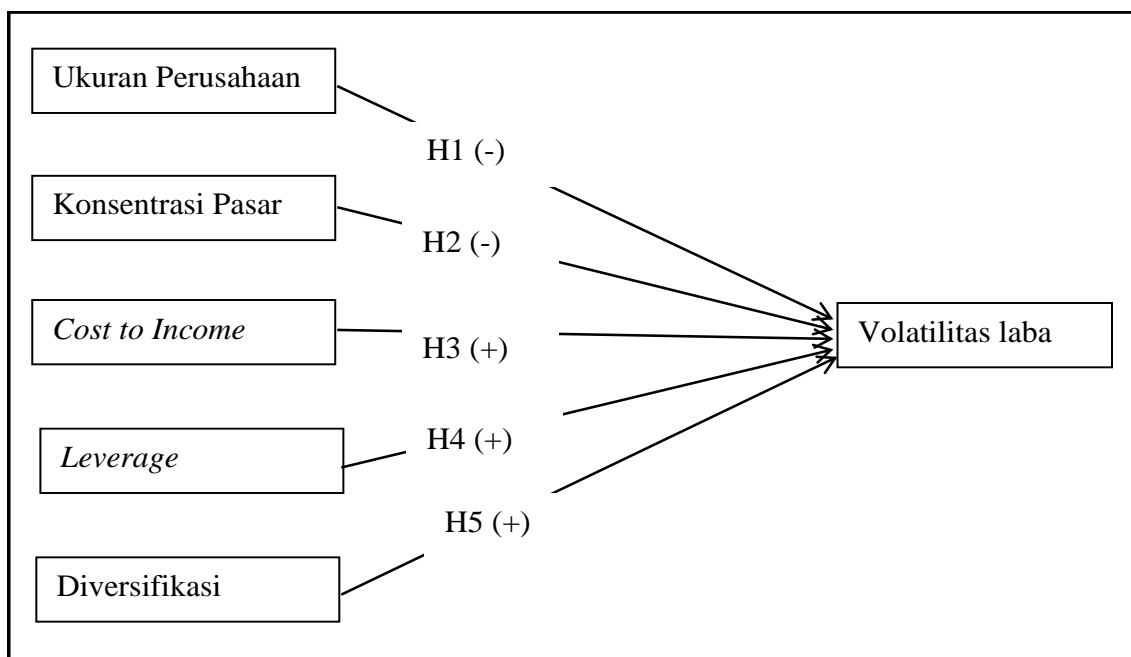 Ukuran Perusahaan
H1 (-)
Konsentrasi Pasar
H2 (-)
Cost to Income
H3 (+)
Volatilitas laba
Leverage
H4 (+)
H5 (+)
Diversifikasi